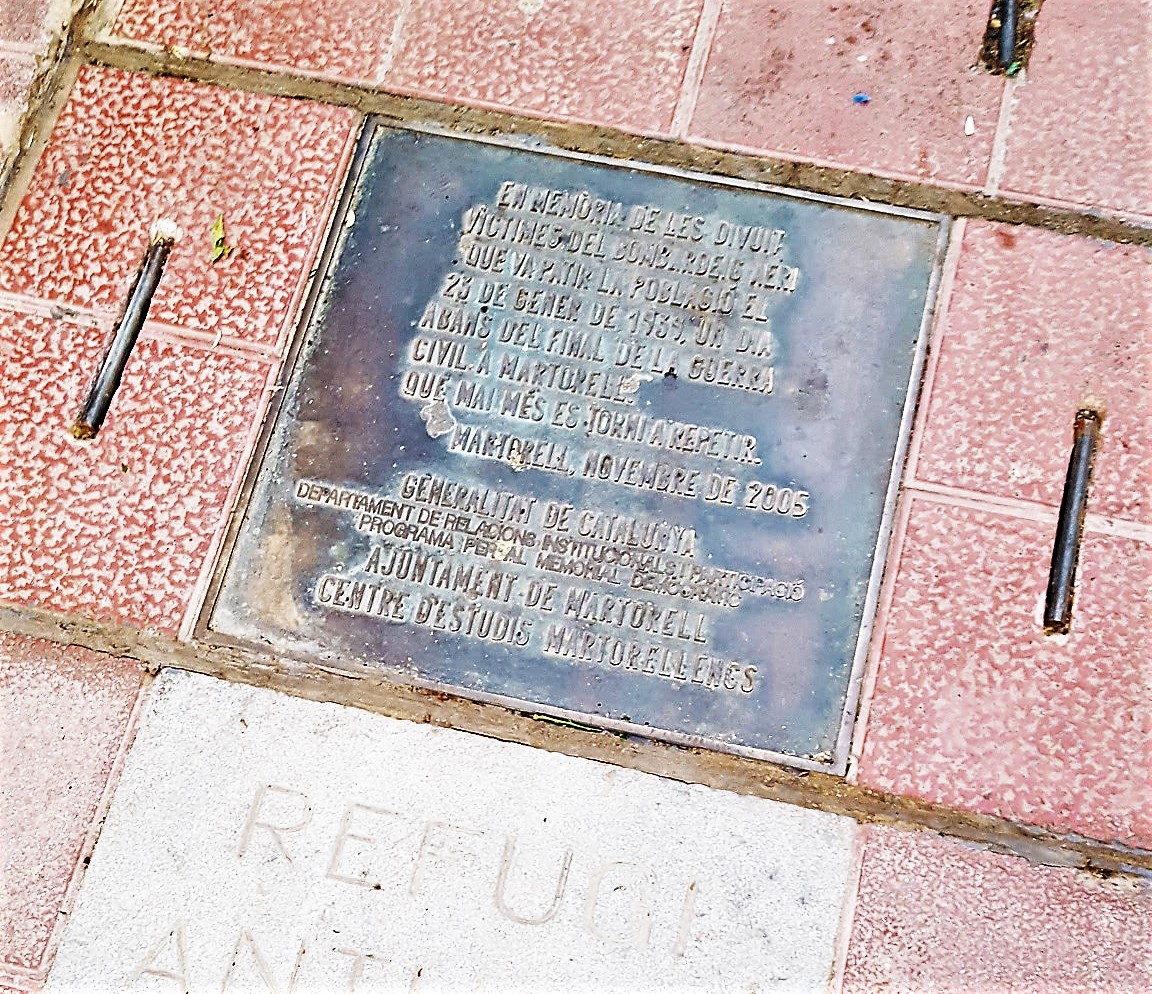 EN MEMÒRIA DE LES DIVUIT
VÍCTIMES DEL BOMBARDEIG AERI
QUE VA PATIR LA POBLACIÓ EL
23 DE GENER DE 1939, UN DIA
ABANS DEL FINAL DE LA GUERRA
CIVIL A MARTORELL.
QUE MAI MÉS ES TORNI A REPETIR.
MARTORELL, NOVEMBRE DE 2005
GENERALITAT DE CATALUNYA
DEPARTAMENT DE RELACIONS INSTITUCIONALS I PARTICIPACIÓ
PROGRAMA PER AL MEMORIAL DEMOCRÀTIC
AJUNTAMENT DE MARTORELL
CENTRE D'ESTUDIS MARTORELLENCS
REFUGI
ANTI